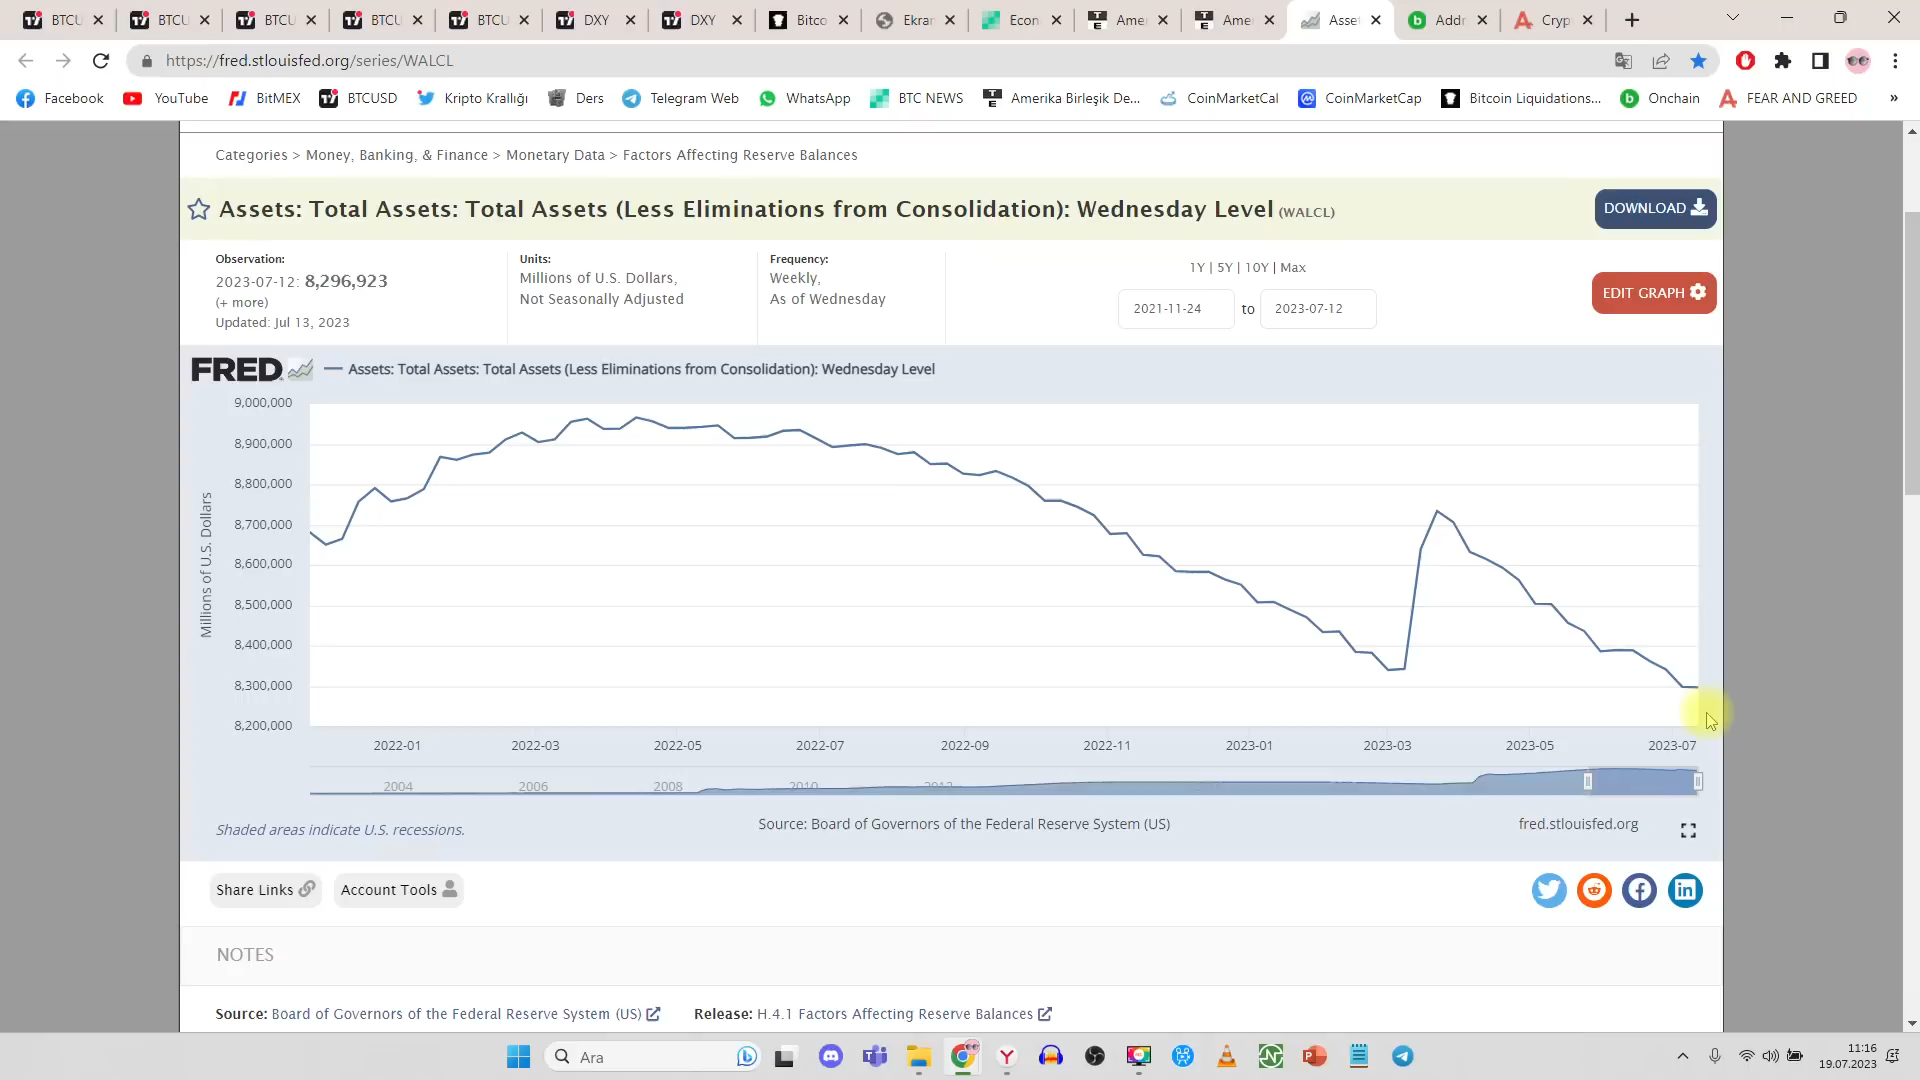 BTCU BTCU BTCU BTCU BTCU DXY DXY Bitco Ekrar Econ Amer Amer Asset Addr Cryp
https://fred.stlouisfed.org/series/WALCL
Facebook YouTube BitMEX BTCUSD Kripto Krallığı Ders Telegram Web WhatsApp BTC NEWS Amerika Birleşik De... CoinMarketCal CoinMarketCap Bitcoin Liquidations... Onchain FEAR AND GREED »
Categories > Money, Banking, & Finance > Monetary Data > Factors Affecting Reserve Balances
Assets: Total Assets: Total Assets (Less Eliminations from Consolidation): Wednesday Level (WALCL)
DOWNLOAD
Observation:
2023-07-12: 8,296,923
(+ more)
Updated: Jul 13, 2023
Units:
Millions of U.S. Dollars,
Not Seasonally Adjusted
Frequency:
Weekly,
As of Wednesday
1Y | 5Y | 10Y | Max
2021-11-24 to 2023-07-12
EDIT GRAPH
FRED
Assets: Total Assets: Total Assets (Less Eliminations from Consolidation): Wednesday Level
9,000,000
8,900,000
8,800,000
8,700,000
8,600,000
8,500,000
8,400,000
8,300,000
8,200,000
Millions of U.S. Dollars
2022-01 2022-03 2022-05 2022-07 2022-09 2022-11 2023-01 2023-03 2023-05 2023-07
2004 2006 2008 2010 2012
Shaded areas indicate U.S. recessions.
Source: Board of Governors of the Federal Reserve System (US)
fred.stlouisfed.org
Share Links Account Tools
NOTES
Source: Board of Governors of the Federal Reserve System (US) Release: H.4.1 Factors Affecting Reserve Balances
Ara
11:16
19.07.2023